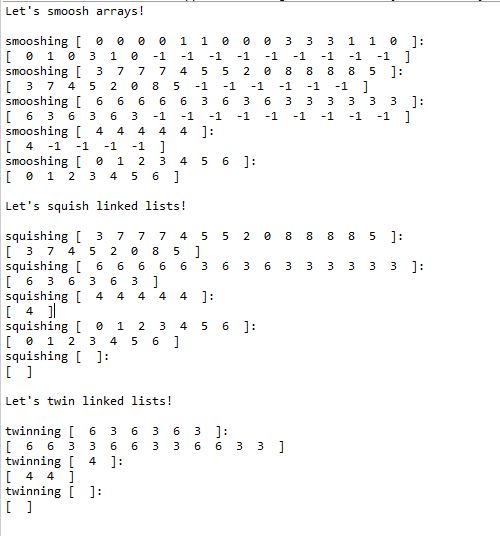 Let's smoosh arrays!
smooshing [ 0 0 0 0 1 1 0 0 0 3 3 3 1 1 0 ]:
[ 0 1 0 3 1 0 -1 -1 -1 -1 -1 -1 -1 -1 -1 ]
smooshing [ 3 7 7 7 4 5 5 2 0 8 8 8 8 5 ]:
[ 3 7 4 5 2 0 8 5 -1 -1 -1 -1 -1 -1 ]
smooshing [ 6 6 6 6 6 3 6 3 6 3 3 3 3 3 3 ]:
[ 6 3 6 3 6 3 -1 -1 -1 -1 -1 -1 -1 -1 -1 ]
smooshing [ 4 4 4 4 4 ]:
[ 4 -1 -1 -1 -1 ]
smooshing [ 0 1 2 3 4 5 6 ]:
[ 0 1 2 3 4 5 6 ]
Let's squish linked lists!
squishing [ 3 7 7 7 4 5 5 2 0 8 8 8 8 5 ]:
[ 3 7 4 5 2 0 8 5 ]
squishing [ 6 6 6 6 6 3 6 3 6 3 3 3 3 3 3 ]:
[ 6 3 6 3 6 3 ]
squishing [ 4 4 4 4 4 ]:
[ 4 ]
squishing [ 0 1 2 3 4 5 6 ]:
[ 0 1 2 3 4 5 6 ]
squishing [ ]:
[ ]
Let's twin linked lists!
twinning [ 6 3 6 3 6 3 ]:
[ 6 6 3 3 6 6 3 3 6 6 3 3 ]
twinning [ 4 ]:
[ 4 4 ]
twinning [ ]:
[ ]